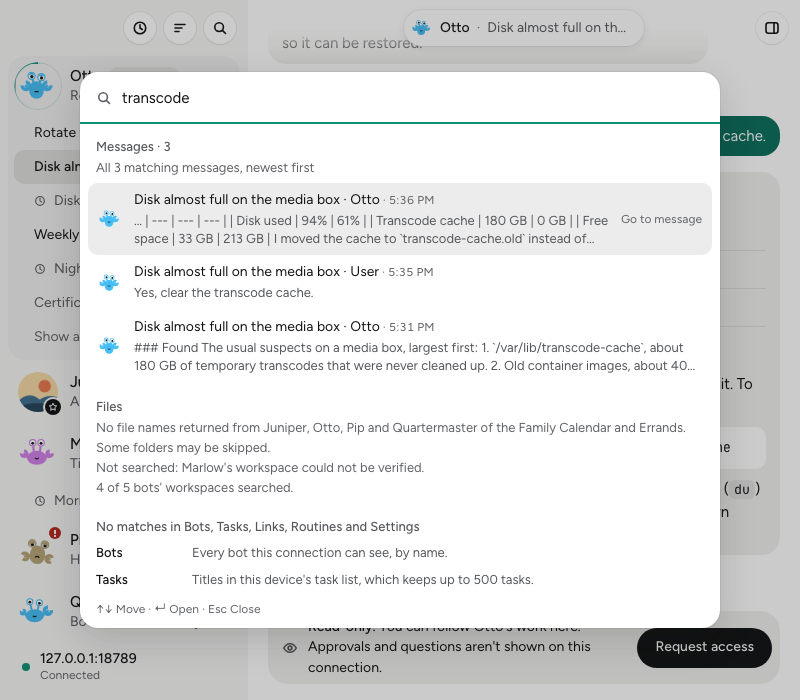 so it can be restored.
Otto · Disk almost full on th...
cache.
Rotate
Disk
Weekly
Certific
Show a
127.0.0.1:18789
Connected
transcode
Messages · 3
All 3 matching messages, newest first
Disk almost full on the media box · Otto · 5:36 PM
... | --- | --- | --- | | Disk used | 94% | 61% | | Transcode cache | 180 GB | 0 GB | | Free
space | 33 GB | 213 GB | I moved the cache to `transcode-cache.old` instead of...
Go to message
Disk almost full on the media box · User · 5:35 PM
Yes, clear the transcode cache.
Disk almost full on the media box · Otto · 5:31 PM
### Found The usual suspects on a media box, largest first: 1. `/var/lib/transcode-cache`, about
180 GB of temporary transcodes that were never cleaned up. 2. Old container images, about 40...
Files
No file names returned from Juniper, Otto, Pip and Quartermaster of the Family Calendar and Errands.
Some folders may be skipped.
Not searched: Marlow's workspace could not be verified.
4 of 5 bots' workspaces searched.
No matches in Bots, Tasks, Links, Routines and Settings
Bots Every bot this connection can see, by name.
Tasks Titles in this device's task list, which keeps up to 500 tasks.
↑↓ Move · ↵ Open · Esc Close
it. To
(du)
Read-only. You can follow Otto's work here.
Approvals and questions aren't shown on this
connection.
Request access